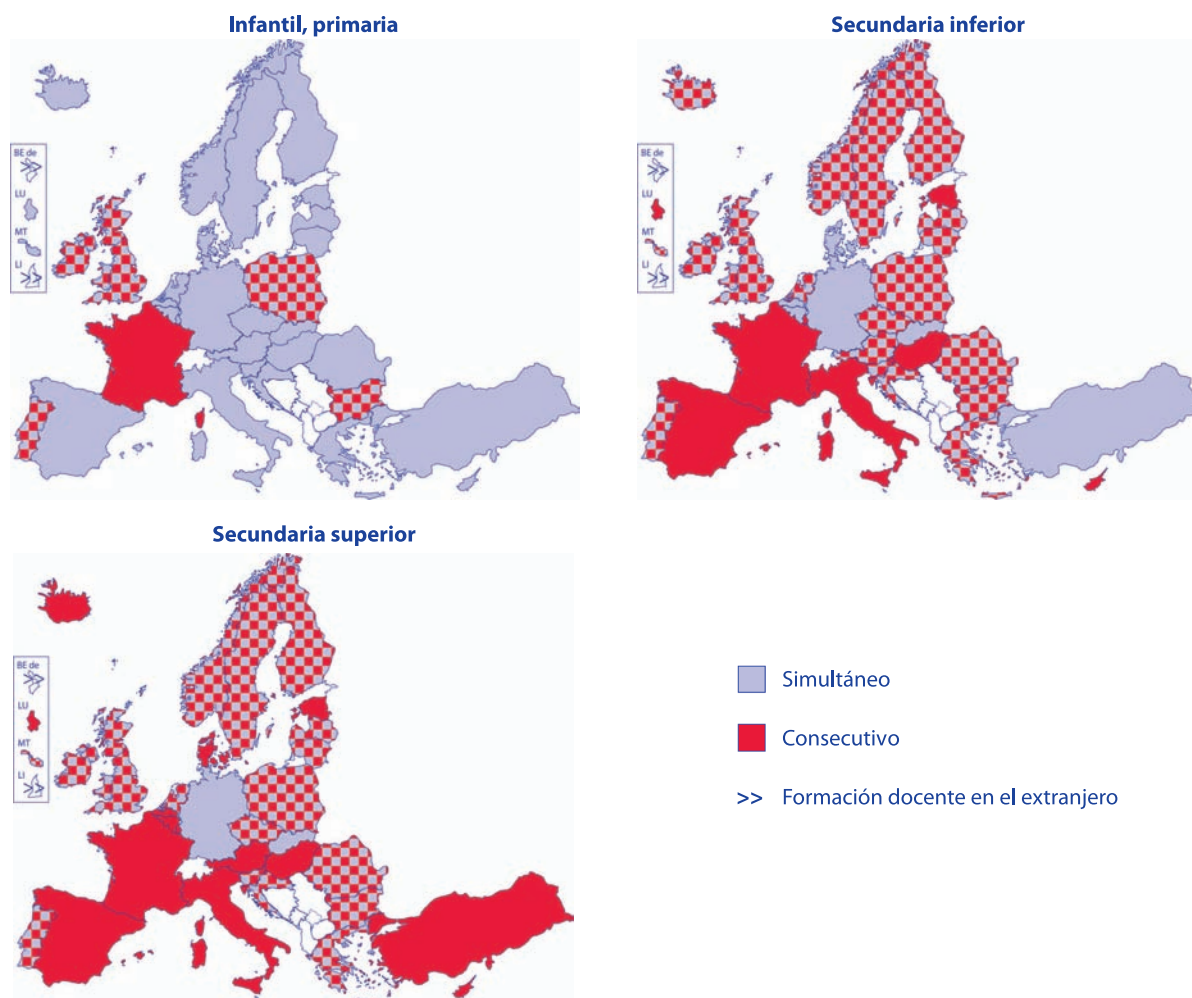 Infantil, primaria
BE de
LU
MT
LI
Secundaria inferior
BE de
LU
MT
LI
Secundaria superior
BE de
LU
MT
LI
Simultáneo
Consecutivo
>> Formación docente en el extranjero